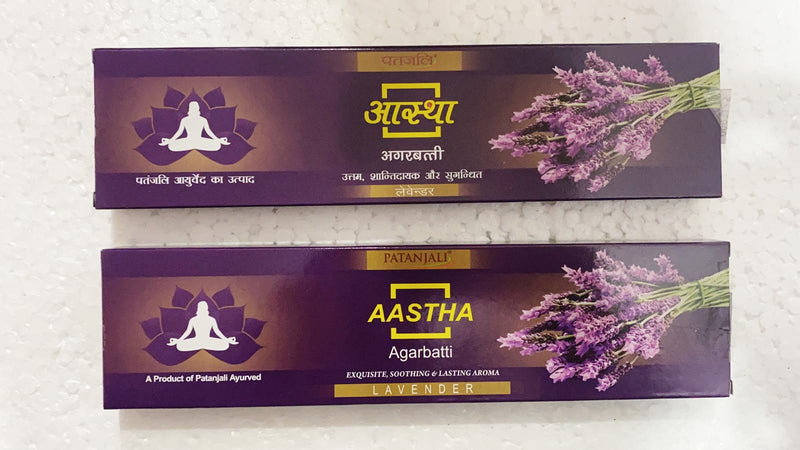 पतंजलि®
आस्था
अगरबत्ती
उत्तम, शान्तिदायक और सुगन्धित
लेवेन्डर
पतंजलि आयुर्वेद का उत्पाद
PATANJALI®
AASTHA
Agarbatti
EXQUISITE, SOOTHING & LASTING AROMA
LAVENDER
A Product of Patanjali Ayurved